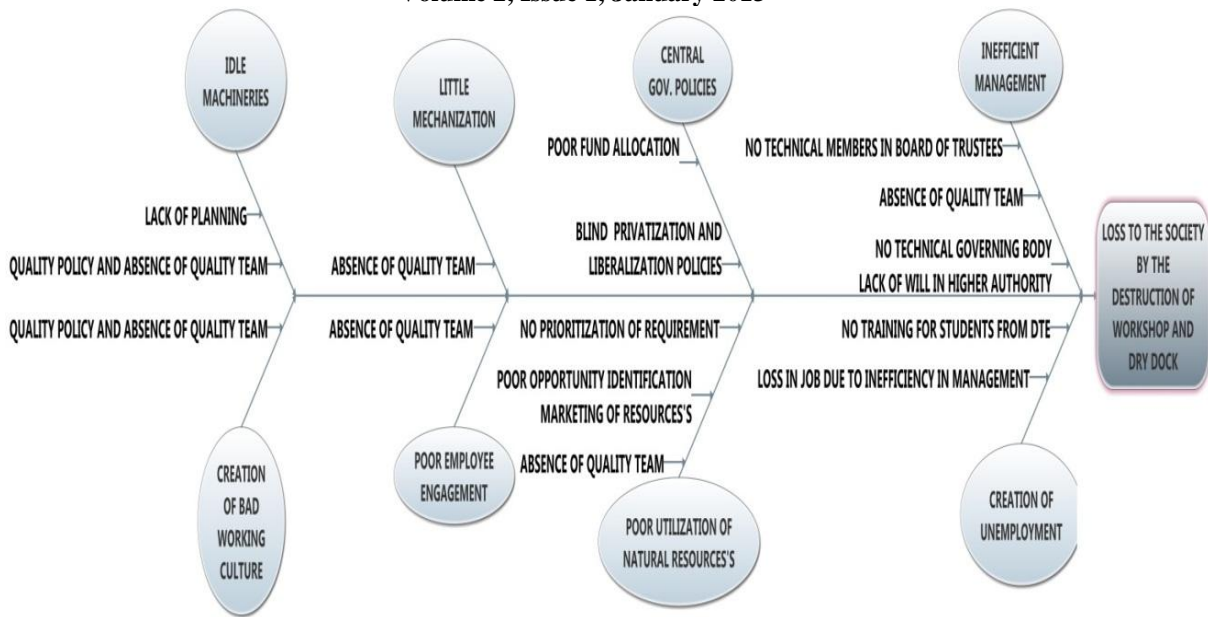 IDLE
MACHINERIES
LITTLE
MECHANIZATION
CENTRAL
GOV. POLICIES
INEFFICIENT
MANAGEMENT
LACK OF PLANNING
QUALITY POLICY AND ABSENCE OF QUALITY TEAM
ABSENCE OF QUALITY TEAM
POOR FUND ALLOCATION
BLIND PRIVATIZATION AND
LIBERALIZATION POLICIES
NO TECHNICAL MEMBERS IN BOARD OF TRUSTEES
ABSENCE OF QUALITY TEAM
NO TECHNICAL GOVERNING BODY
LACK OF WILL IN HIGHER AUTHORITY
LOSS TO THE SOCIETY
BY THE
DESTRUCTION OF
WORKSHOP AND
DRY DOCK
QUALITY POLICY AND ABSENCE OF QUALITY TEAM
ABSENCE OF QUALITY TEAM
NO PRIORITIZATION OF REQUIREMENT
POOR OPPORTUNITY IDENTIFICATION
MARKETING OF RESOURCES'S
ABSENCE OF QUALITY TEAM
NO TRAINING FOR STUDENTS FROM DTE
LOSS IN JOB DUE TO INEFFICIENCY IN MANAGEMENT
CREATION
OF BAD
WORKING
CULTURE
POOR EMPLOYEE
ENGAGEMENT
POOR UTILIZATION OF
NATURAL RESOURCES'S
CREATION OF
UNEMPLOYMENT